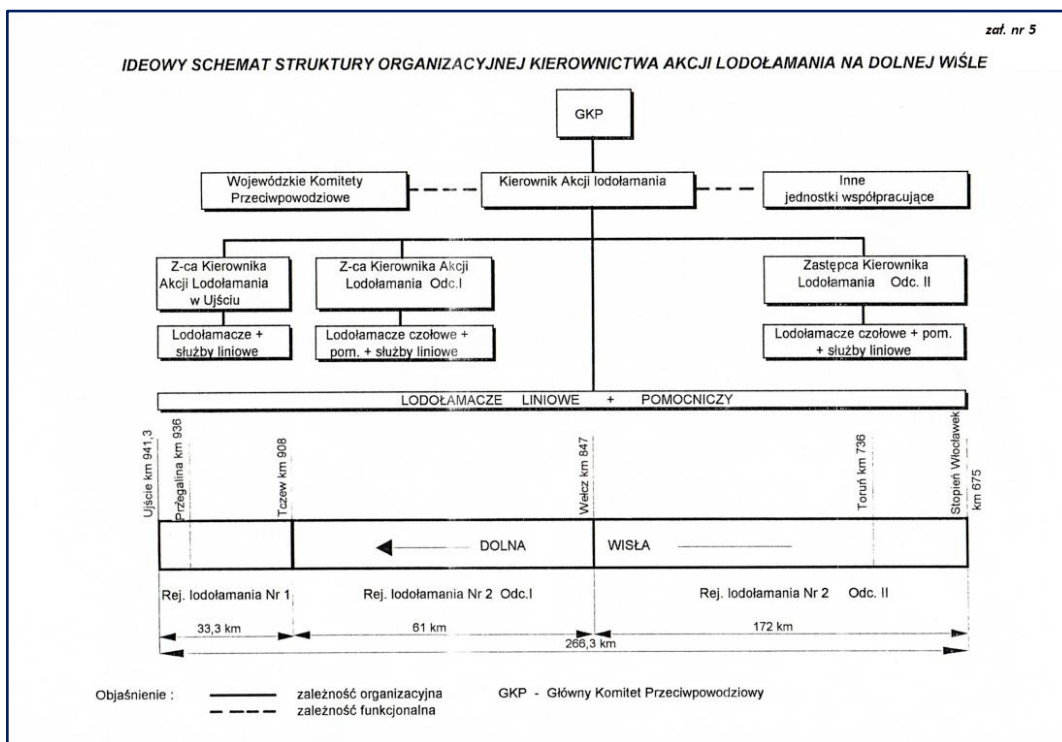 zał. nr 5
IDEOWY SCHEMAT STRUKTURY ORGANIZACYJNEJ KIEROWNICTWA AKCJI LODOŁAMANIA NA DOLNEJ WIŚLE
GKP
Wojewódzkie Komitety
Przeciwpowodziowe
Kierownik Akcji lodołamania
Inne
jednostki współpracujące
Z-ca Kierownika
Akcji Lodołamania
w Ujściu
Z-ca Kierownika Akcji
Lodołamania Odc.I
Zastępca Kierownika
Lodołamania Odc. II
Lodołamacze +
służby liniowe
Lodołamacze czołowe +
pom. + służby liniowe
Lodołamacze czołowe + pom.
+ służby liniowe
LODOŁAMACZE LINIOWE + POMOCNICZY
Ujście km 941,3
Przegalina km 936
Tczew km 908
Wełcz km 847
Toruń km 736
Stopień Włocławek
km 675
DOLNA WISŁA
Rej. lodołamania Nr 1
Rej. lodołamania Nr 2 Odc.I
Rej. lodołamania Nr 2 Odc. II
33,3 km
61 km
172 km
266,3 km
Objaśnienie :
zależność organizacyjna
GKP - Główny Komitet Przeciwpowodziowy
zależność funkcjonalna